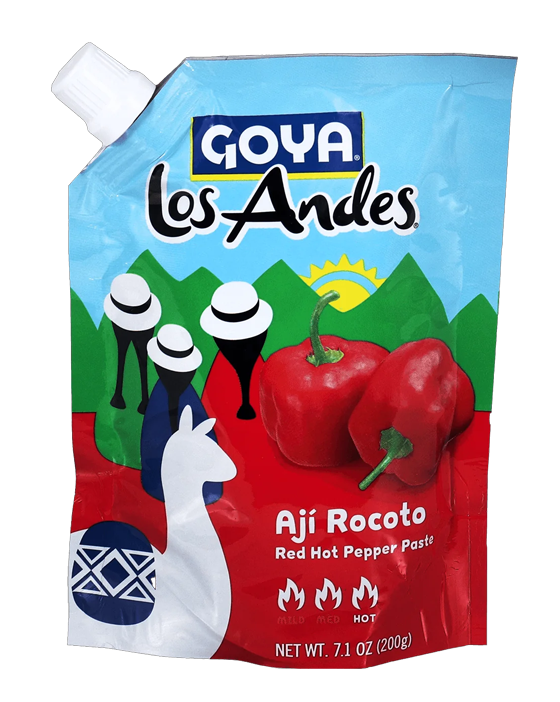 GOYA®
Los Andes®
Ají Rocoto
Red Hot Pepper Paste
MILD MED HOT
NET WT. 7.1 OZ (200g)